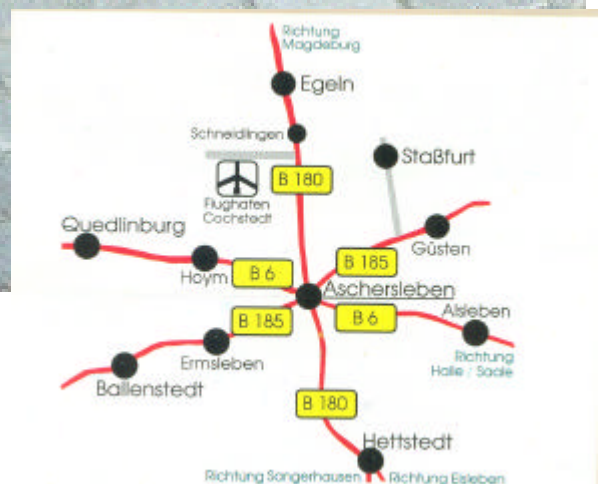 Richtung
Magdeburg
Egeln
Schneidlingen
Staßfurt
B 180
Flughafen
Cochstedt
Quedlinburg
Güsten
B 185
Hoym
B 6
Aschersleben
B 185
B 6
Alsleben
Ermsleben
Richtung
Halle / Saale
Ballenstedt
B 180
Hettstedt
Richtung Sangerhausen
Richtung Eisleben